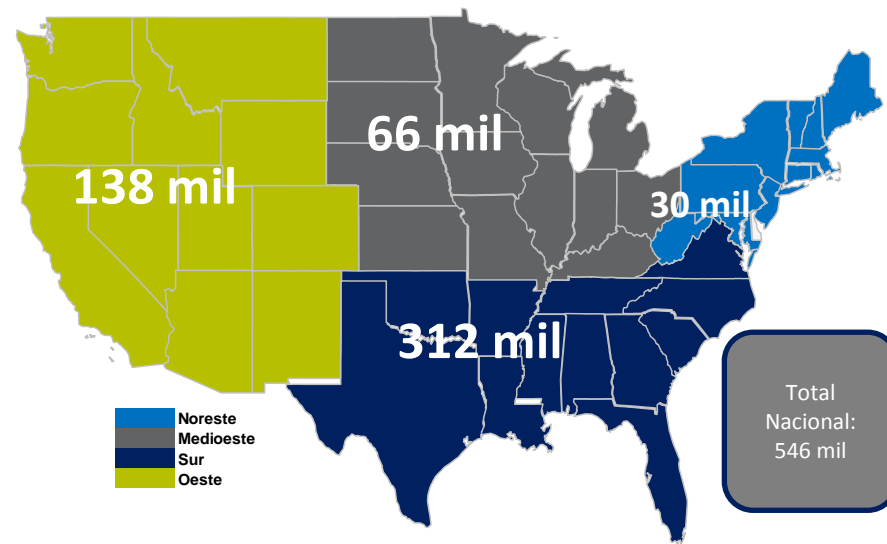 66 mil
138 mil
30 mil
312 mil
Noreste
Medioeste
Sur
Oeste
Total
Nacional:
546 mil